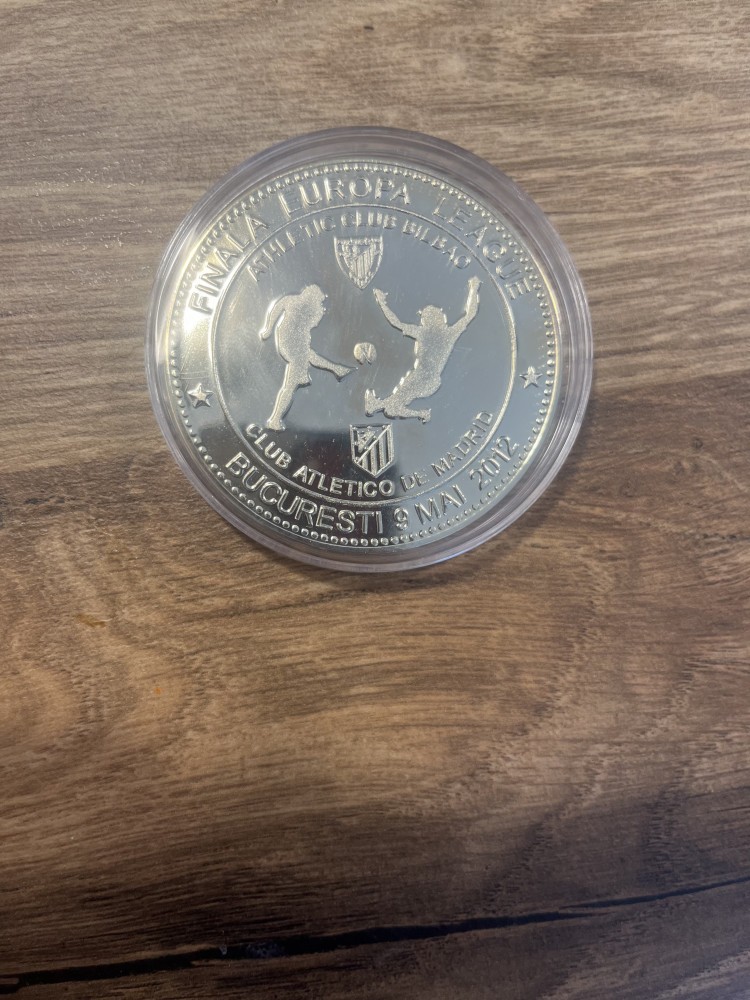 FINALA EUROPA LEAGUE
ATHLETIC CLUB BILBAO
CLUB ATLETICO DE MADRID
BUCURESTI 9 MAI 2012